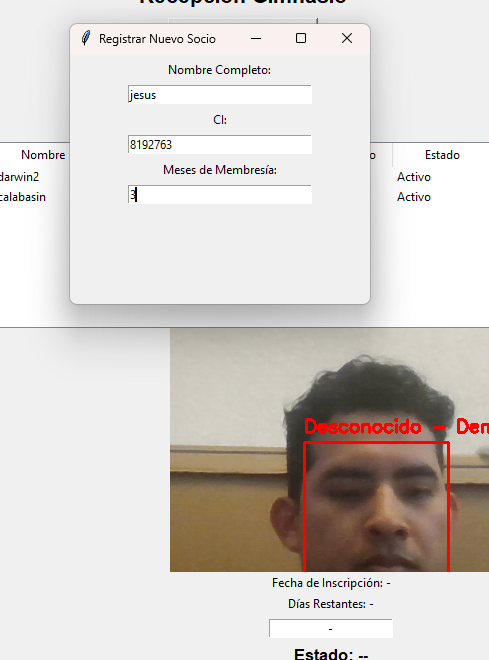 Recepción Gimnasio
Registrar Nuevo Socio
Nombre Completo:
jesus
CI:
8192763
Meses de Membresía:
3
Nombre
o
Estado
darwin2
Activo
calabasin
Activo
Desconocido - Den
Fecha de Inscripción: -
Días Restantes: -
-
Estado: --